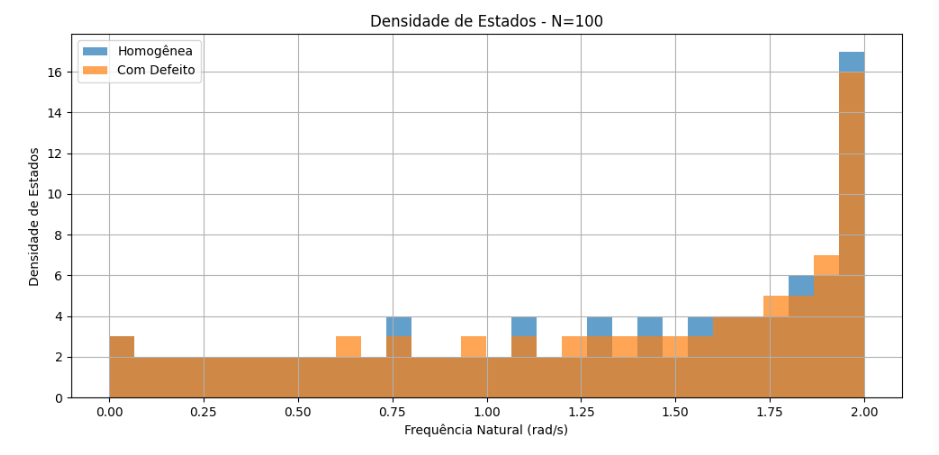 Densidade de Estados - N=100
Homogênea
Com Defeito
Densidade de Estados
16
14
12
10
8
6
4
2
0
0.00 0.25 0.50 0.75 1.00 1.25 1.50 1.75 2.00
Frequência Natural (rad/s)